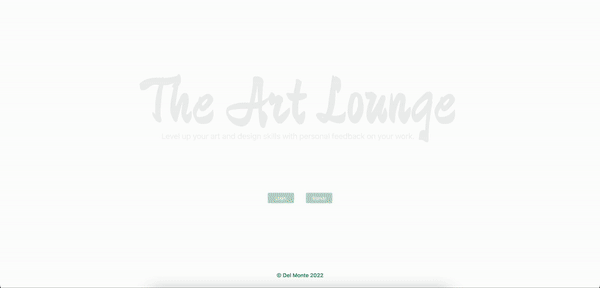 The Art Lounge
Level up your art and design skills with personal feedback on your work
Login
© Del Monte 2022